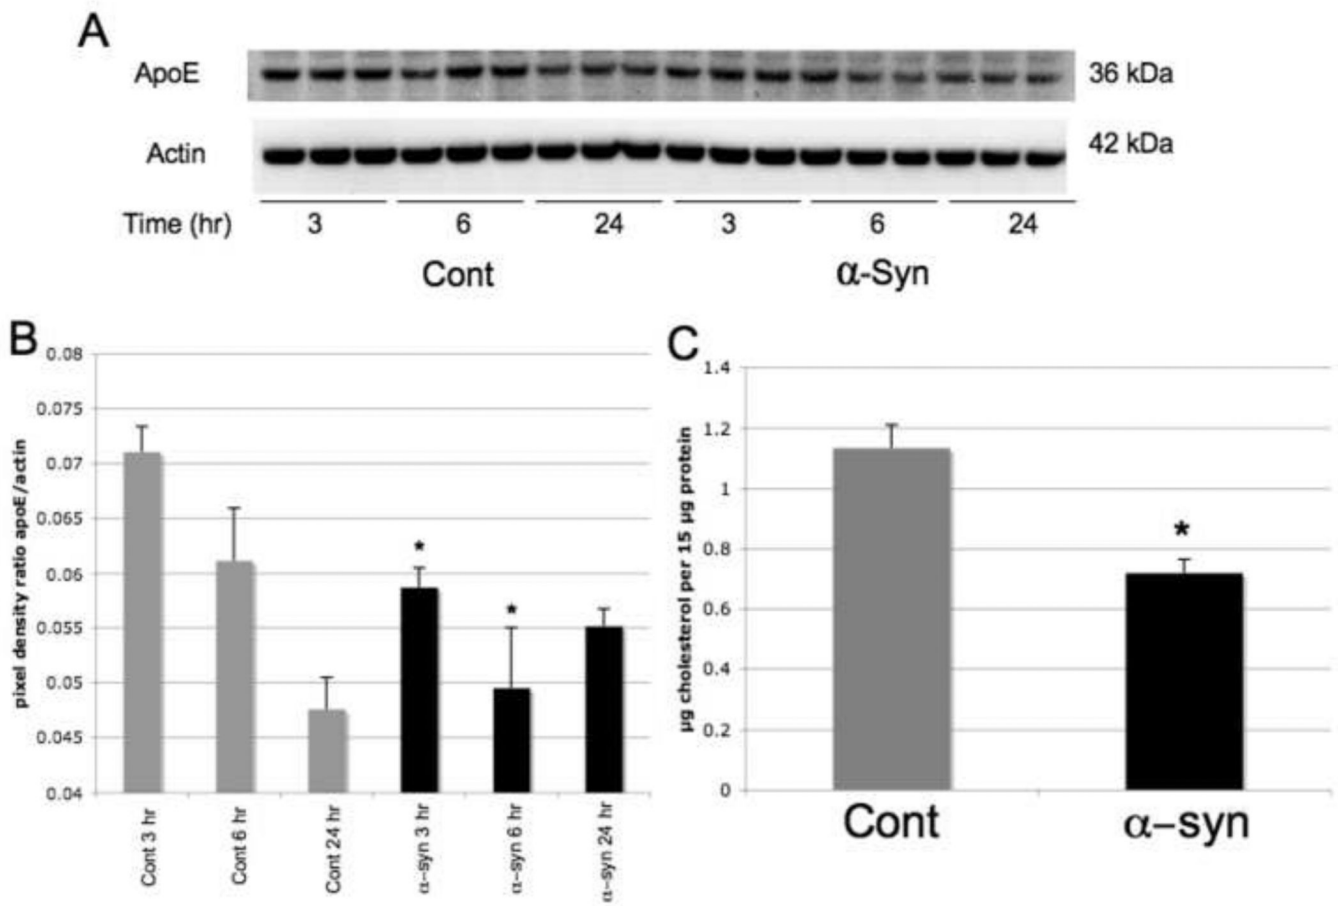 A
ApoE
36 kDa
Actin
42 kDa
Time (hr) 3 6 24 3 6 24
Cont α-Syn
B
0.08
0.075
0.07
0.065
0.06
0.055
0.05
0.045
0.04
pixel density ratio apoE/actin
* *
Cont 3 hr
Cont 6 hr
Cont 24 hr
α-syn 3 hr
α-syn 6 hr
α-syn 24 hr
C
1.4
1.2
1
0.8
0.6
0.4
0.2
0
µg cholesterol per 15 µg protein
*
Cont α-syn